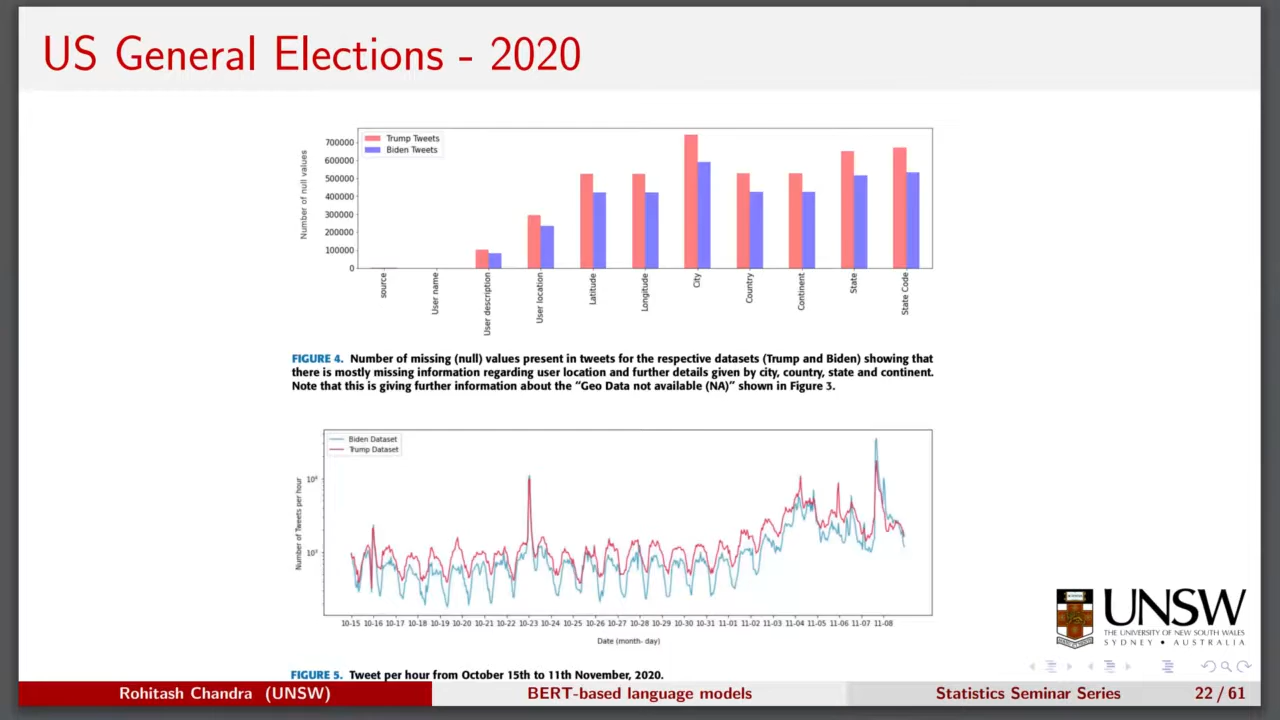 US General Elections - 2020
Trump Tweets
Biden Tweets
Number of null values
700000
600000
500000
400000
300000
200000
100000
0
source
User name
User description
User location
Latitude
Longitude
City
Country
Continent
State
State Code
FIGURE 4. Number of missing (null) values present in tweets for the respective datasets (Trump and Biden) showing that
there is mostly missing information regarding user location and further details given by city, country, state and continent.
Note that this is giving further information about the “Geo Data not available (NA)” shown in Figure 3.
Biden Dataset
Trump Dataset
Number of Tweets per hour
10⁴
10³
10-15 10-16 10-17 10-18 10-19 10-20 10-21 10-22 10-23 10-24 10-25 10-26 10-27 10-28 10-29 10-30 10-31 11-01 11-02 11-03 11-04 11-05 11-06 11-07 11-08
Date (month- day)
FIGURE 5. Tweet per hour from October 15th to 11th November, 2020.
UNSW
THE UNIVERSITY OF NEW SOUTH WALES
SYDNEY • AUSTRALIA
Rohitash Chandra (UNSW) BERT-based language models Statistics Seminar Series 22 / 61